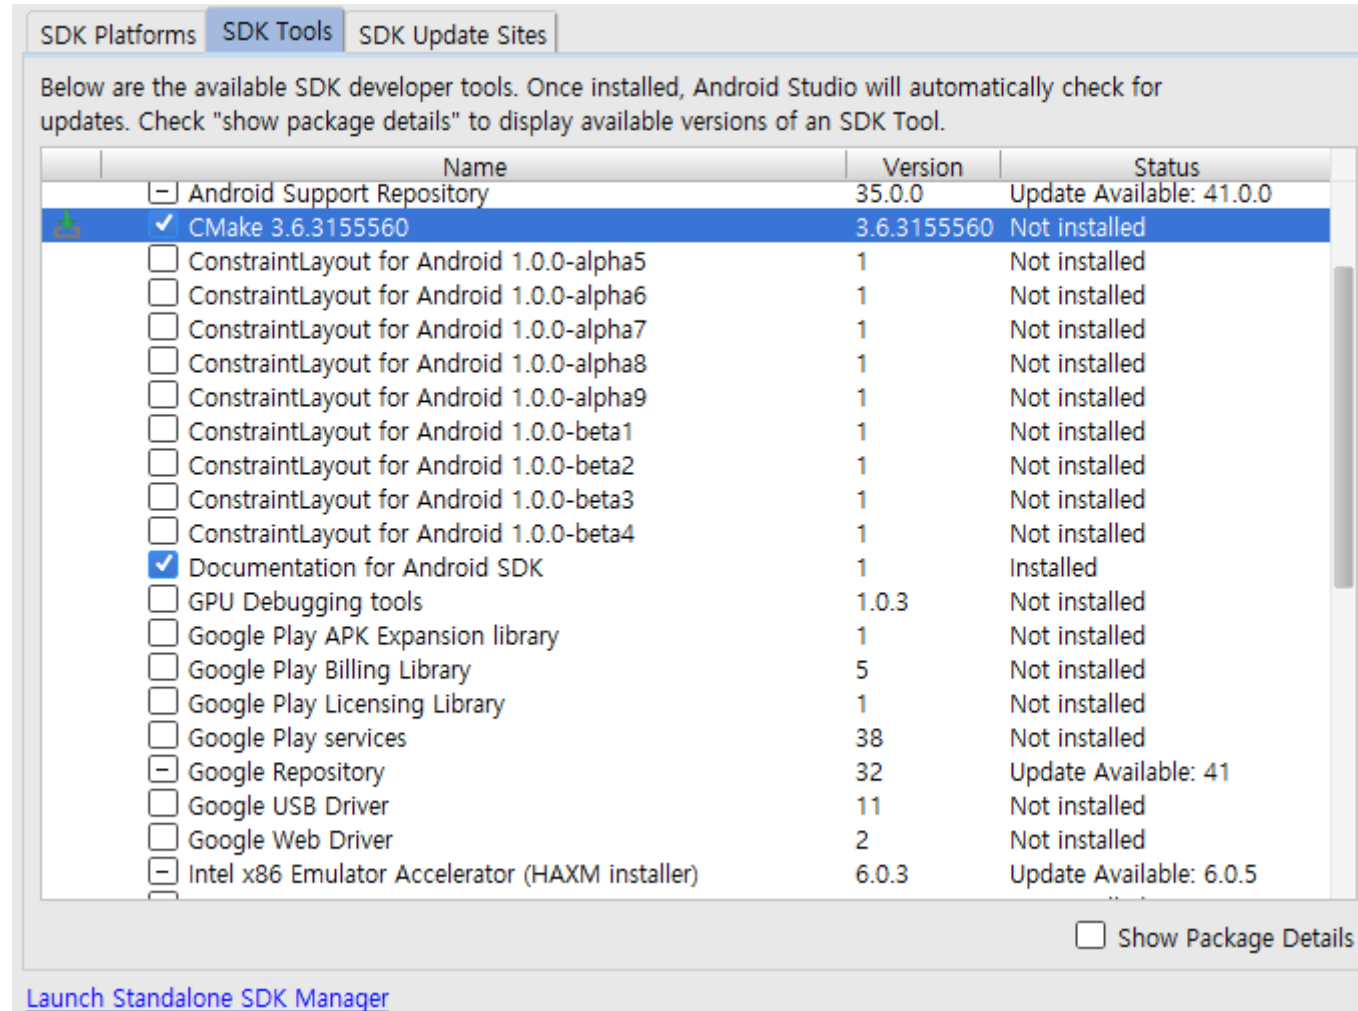 SDK Platforms SDK Tools SDK Update Sites
Below are the available SDK developer tools. Once installed, Android Studio will automatically check for
updates. Check "show package details" to display available versions of an SDK Tool.
Name Version Status
Android Support Repository 35.0.0 Update Available: 41.0.0
CMake 3.6.3155560 3.6.3155560 Not installed
ConstraintLayout for Android 1.0.0-alpha5 1 Not installed
ConstraintLayout for Android 1.0.0-alpha6 1 Not installed
ConstraintLayout for Android 1.0.0-alpha7 1 Not installed
ConstraintLayout for Android 1.0.0-alpha8 1 Not installed
ConstraintLayout for Android 1.0.0-alpha9 1 Not installed
ConstraintLayout for Android 1.0.0-beta1 1 Not installed
ConstraintLayout for Android 1.0.0-beta2 1 Not installed
ConstraintLayout for Android 1.0.0-beta3 1 Not installed
ConstraintLayout for Android 1.0.0-beta4 1 Not installed
Documentation for Android SDK 1 Installed
GPU Debugging tools 1.0.3 Not installed
Google Play APK Expansion library 1 Not installed
Google Play Billing Library 5 Not installed
Google Play Licensing Library 1 Not installed
Google Play services 38 Not installed
Google Repository 32 Update Available: 41
Google USB Driver 11 Not installed
Google Web Driver 2 Not installed
Intel x86 Emulator Accelerator (HAXM installer) 6.0.3 Update Available: 6.0.5
Show Package Details
Launch Standalone SDK Manager